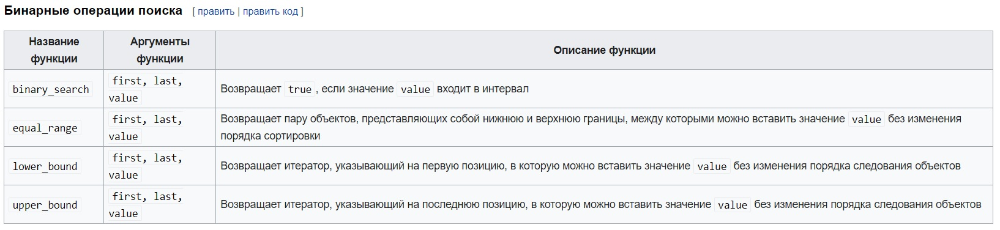 Бинарные операции поиска [ править | править код ]
Название функции Аргументы функции Описание функции
binary_search first, last, value Возвращает true, если значение value входит в интервал
equal_range first, last, value Возвращает пару объектов, представляющих собой нижнюю и верхнюю границы, между которыми можно вставить значение value без изменения порядка сортировки
lower_bound first, last, value Возвращает итератор, указывающий на первую позицию, в которую можно вставить значение value без изменения порядка следования объектов
upper_bound first, last, value Возвращает итератор, указывающий на последнюю позицию, в которую можно вставить значение value без изменения порядка следования объектов